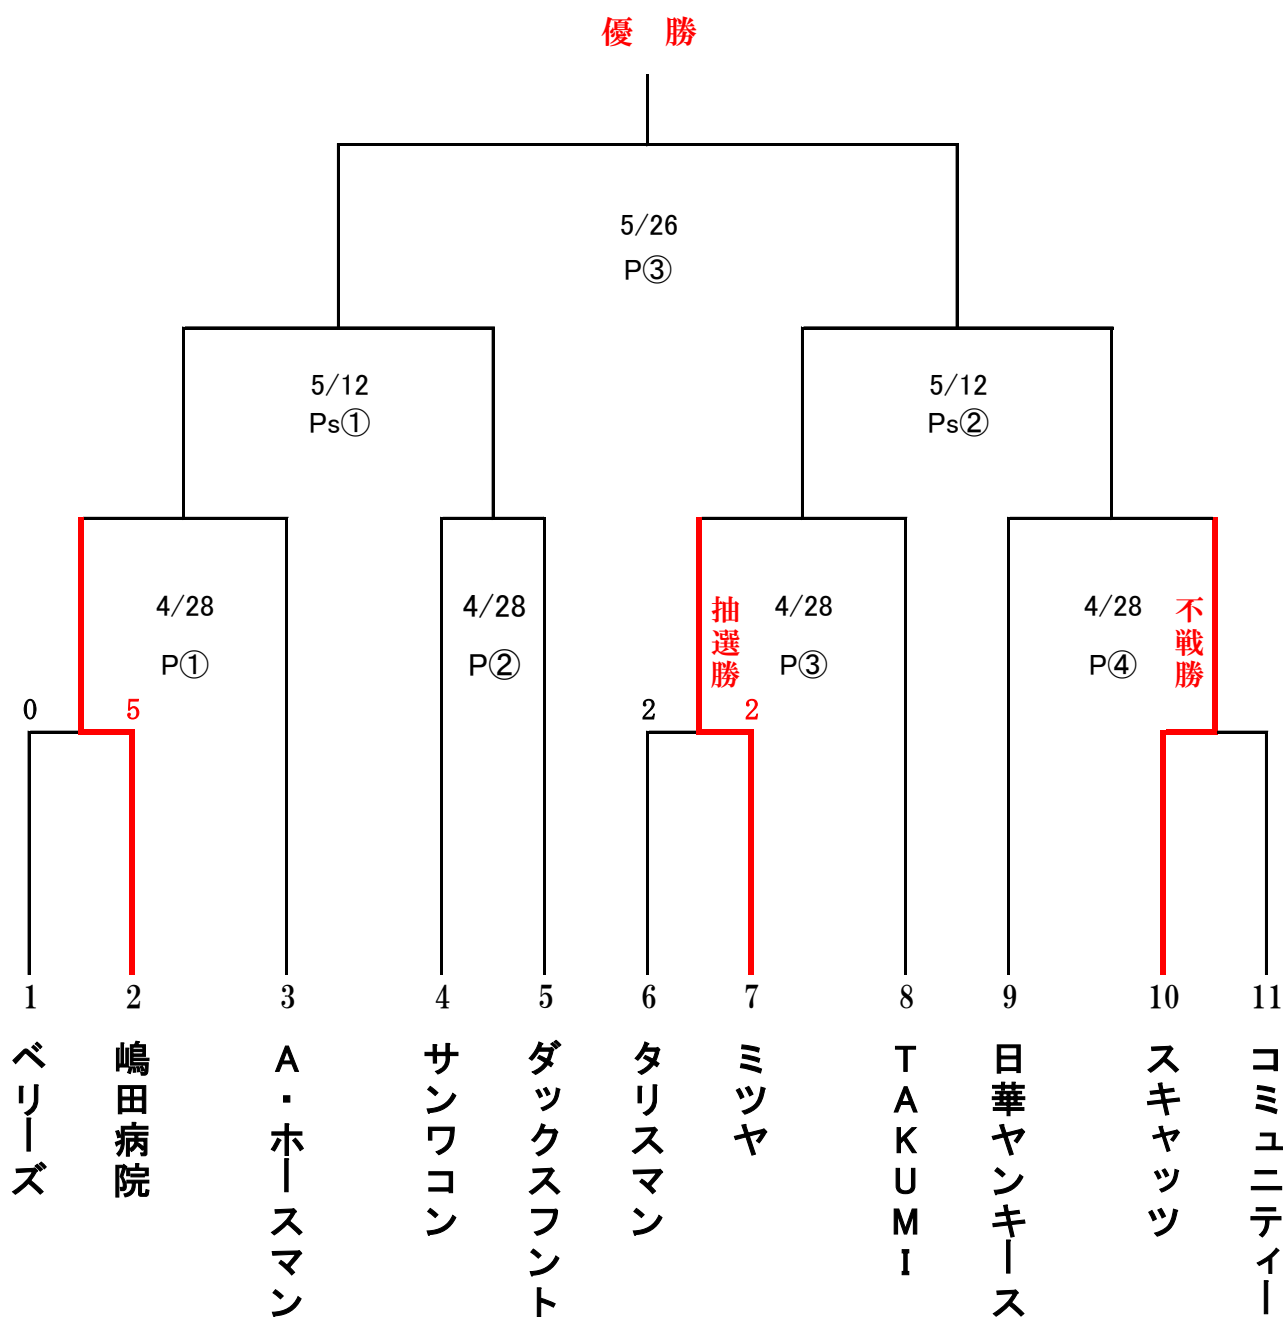 優　勝
5/26
P③
5/12
Ps①
5/12
Ps②
4/28
P①
4/28
P②
抽選勝
4/28
P③
4/28
P④
不戦勝
0
5
2
2
1
2
3
4
5
6
7
8
9
10
11
ベリーズ
嶋田病院
A・ホースマン
サンワコン
ダックスフント
タリスマン
ミツヤ
TAKUMI
日華ヤンキース
スキャッツ
コミュニティー